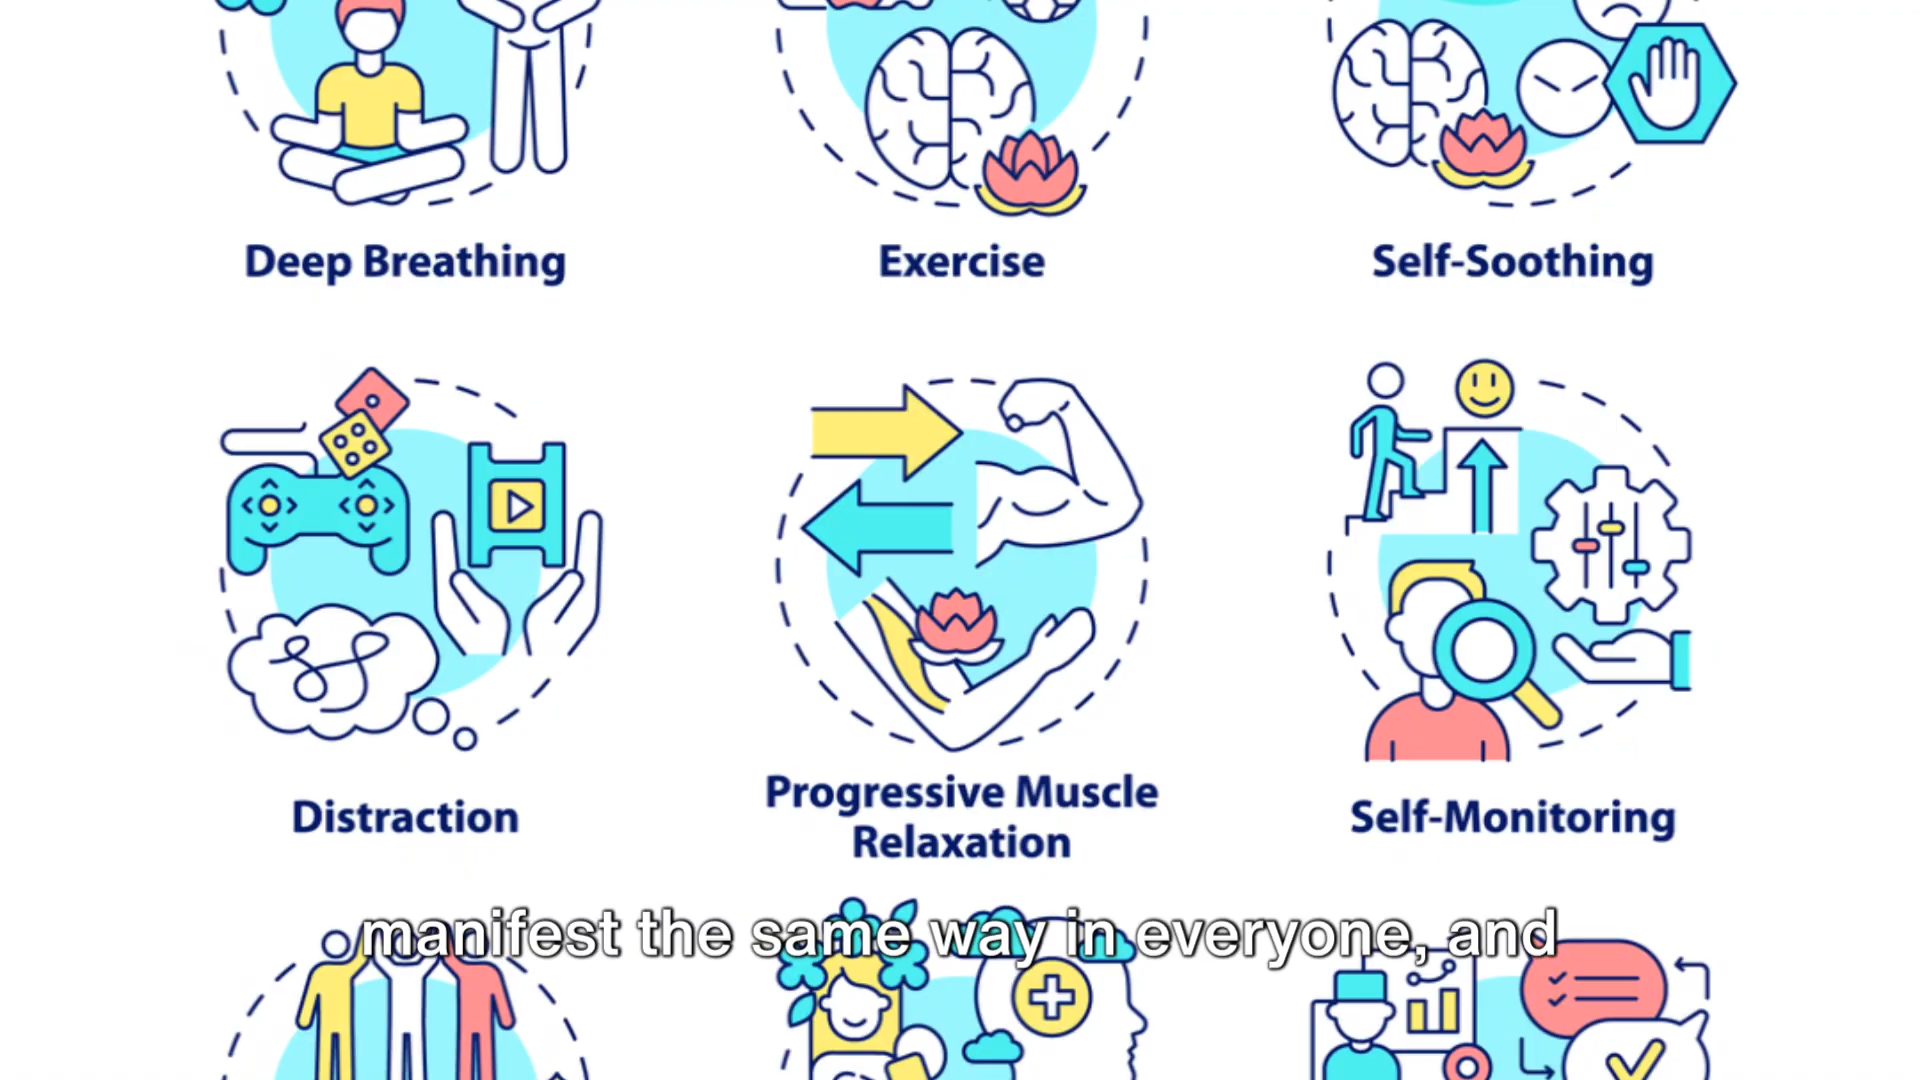 Deep Breathing
Exercise
Self-Soothing
Distraction
Progressive Muscle
Relaxation
Self-Monitoring
manifest the same way in everyone, and